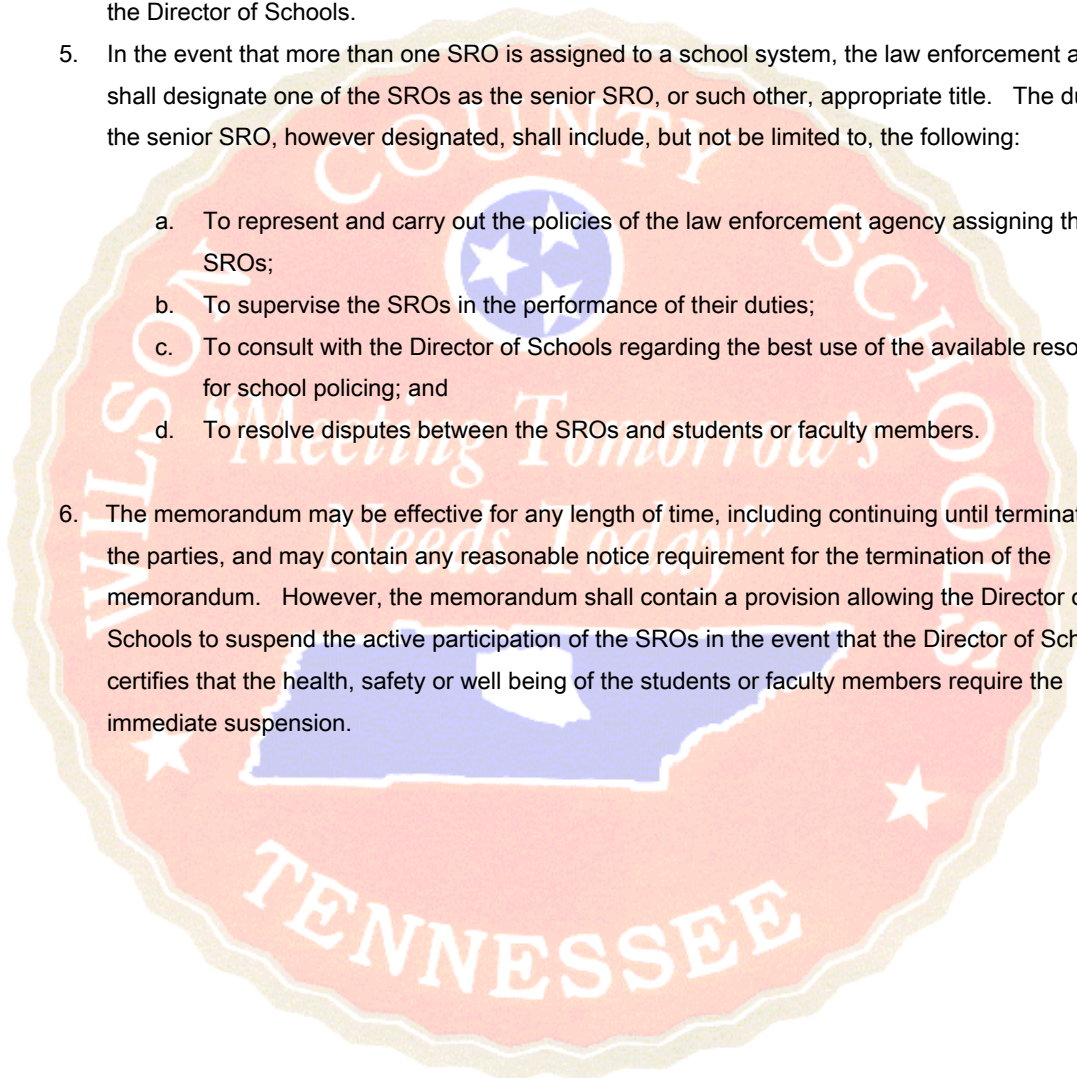 the Director of Schools.
5. In the event that more than one SRO is assigned to a school system, the law enforcement a
shall designate one of the SROs as the senior SRO, or such other, appropriate title. The du
the senior SRO, however designated, shall include, but not be limited to, the following:
a. To represent and carry out the policies of the law enforcement agency assigning th
SROs;
b. To supervise the SROs in the performance of their duties;
c. To consult with the Director of Schools regarding the best use of the available reso
for school policing; and
d. To resolve disputes between the SROs and students or faculty members.
6. The memorandum may be effective for any length of time, including continuing until terminat
the parties, and may contain any reasonable notice requirement for the termination of the
memorandum. However, the memorandum shall contain a provision allowing the Director o
Schools to suspend the active participation of the SROs in the event that the Director of Sch
certifies that the health, safety or well being of the students or faculty members require the
immediate suspension.
WILSON COUNTY SCHOOLS
"Meeting Tomorrow's
Needs Today"
TENNESSEE